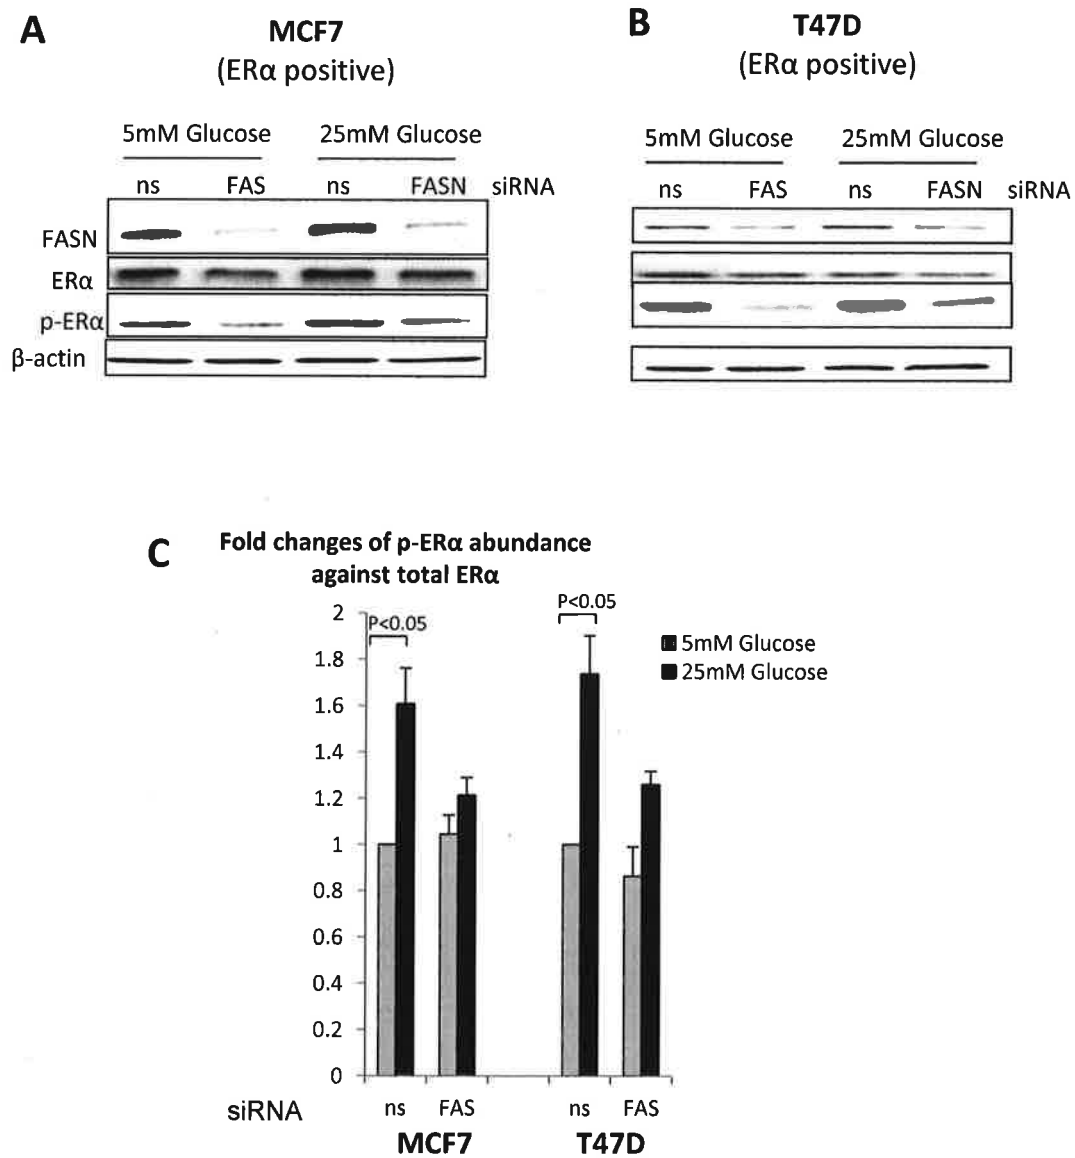 A
MCF7
(ERα positive)
5mM Glucose 25mM Glucose
ns FAS ns FASN siRNA
FASN
ERα
p-ERα
β-actin
B
T47D
(ERα positive)
5mM Glucose 25mM Glucose
ns FAS ns FASN siRNA
C
Fold changes of p-ERα abundance
against total ERα
2
1.8
1.6
1.4
1.2
1
0.8
0.6
0.4
0.2
0
P<0.05
P<0.05
5mM Glucose
25mM Glucose
siRNA ns FAS ns FAS
MCF7 T47D